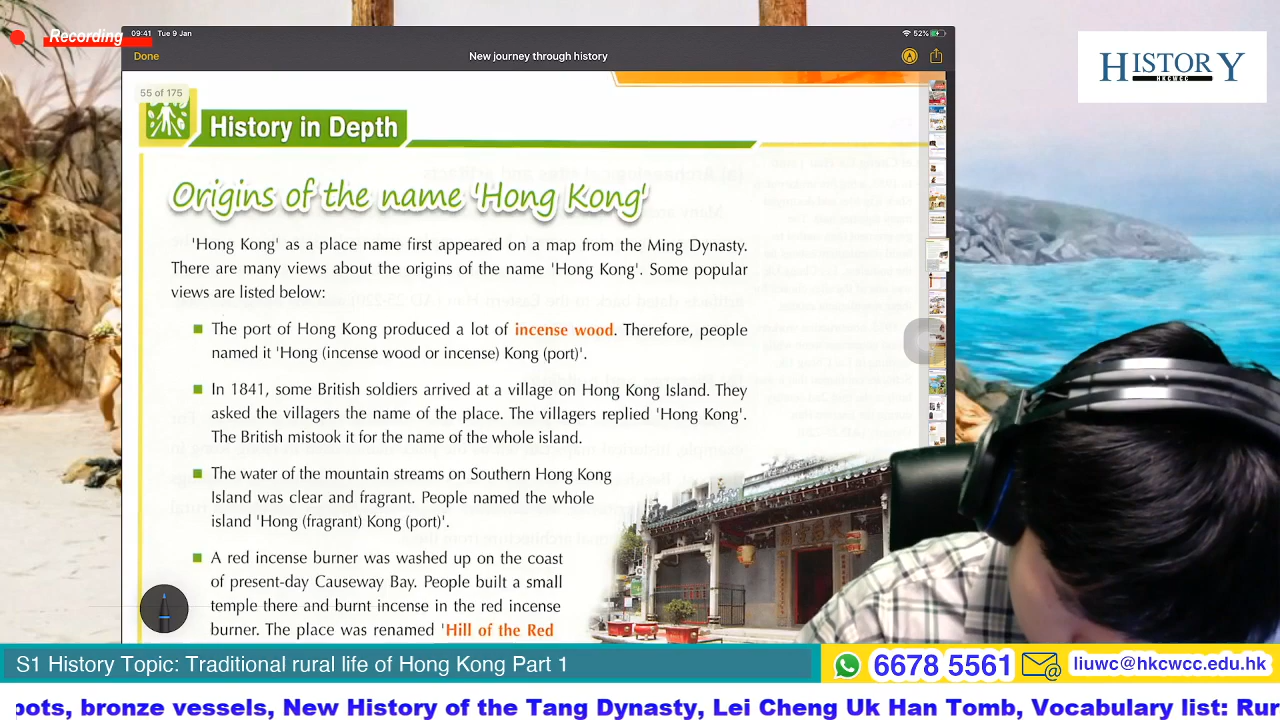 Recording
09:41 Tue 9 Jan
52%
Done
New journey through history
HISTORY
HKCWCC
55 of 175
History in Depth
Origins of the name 'Hong Kong'
'Hong Kong' as a place name first appeared on a map from the Ming Dynasty.
There are many views about the origins of the name 'Hong Kong'. Some popular
views are listed below:
The port of Hong Kong produced a lot of incense wood. Therefore, people
named it 'Hong (incense wood or incense) Kong (port)'.
In 1841, some British soldiers arrived at a village on Hong Kong Island. They
asked the villagers the name of the place. The villagers replied 'Hong Kong'.
The British mistook it for the name of the whole island.
The water of the mountain streams on Southern Hong Kong
Island was clear and fragrant. People named the whole
island 'Hong (fragrant) Kong (port)'.
A red incense burner was washed up on the coast
of present-day Causeway Bay. People built a small
temple there and burnt incense in the red incense
burner. The place was renamed 'Hill of the Red
S1 History Topic: Traditional rural life of Hong Kong Part 1
6678 5561
liuwc@hkcwcc.edu.hk
pots, bronze vessels, New History of the Tang Dynasty, Lei Cheng Uk Han Tomb, Vocabulary list: Rur